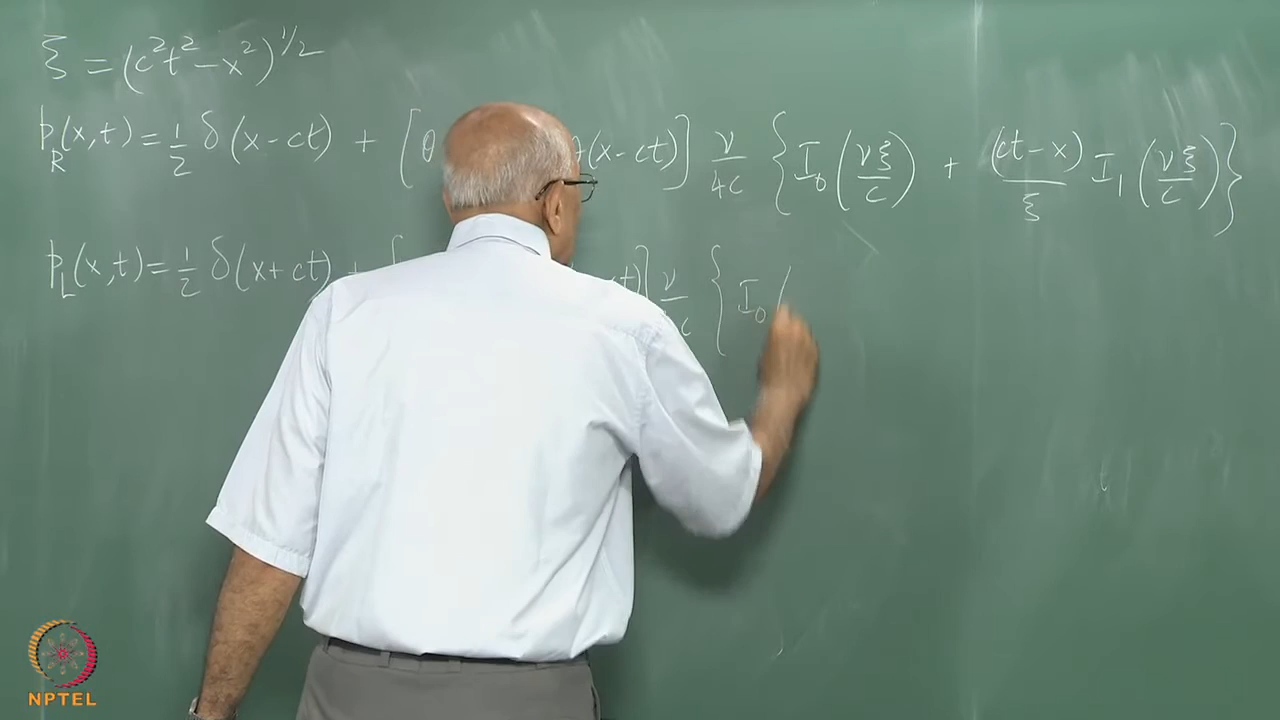 ξ = (c²t² − x²)^{1/2}
p_R(x,t) = 1/2 δ(x−ct) + [θ (x−ct)] ν/4c { I₀(νξ/c) + (ct−x)/ξ I₁(νξ/c) }
p_L(x,t) = 1/2 δ(x+ct) + [ t)] ν/ c { I₀(
NPTEL